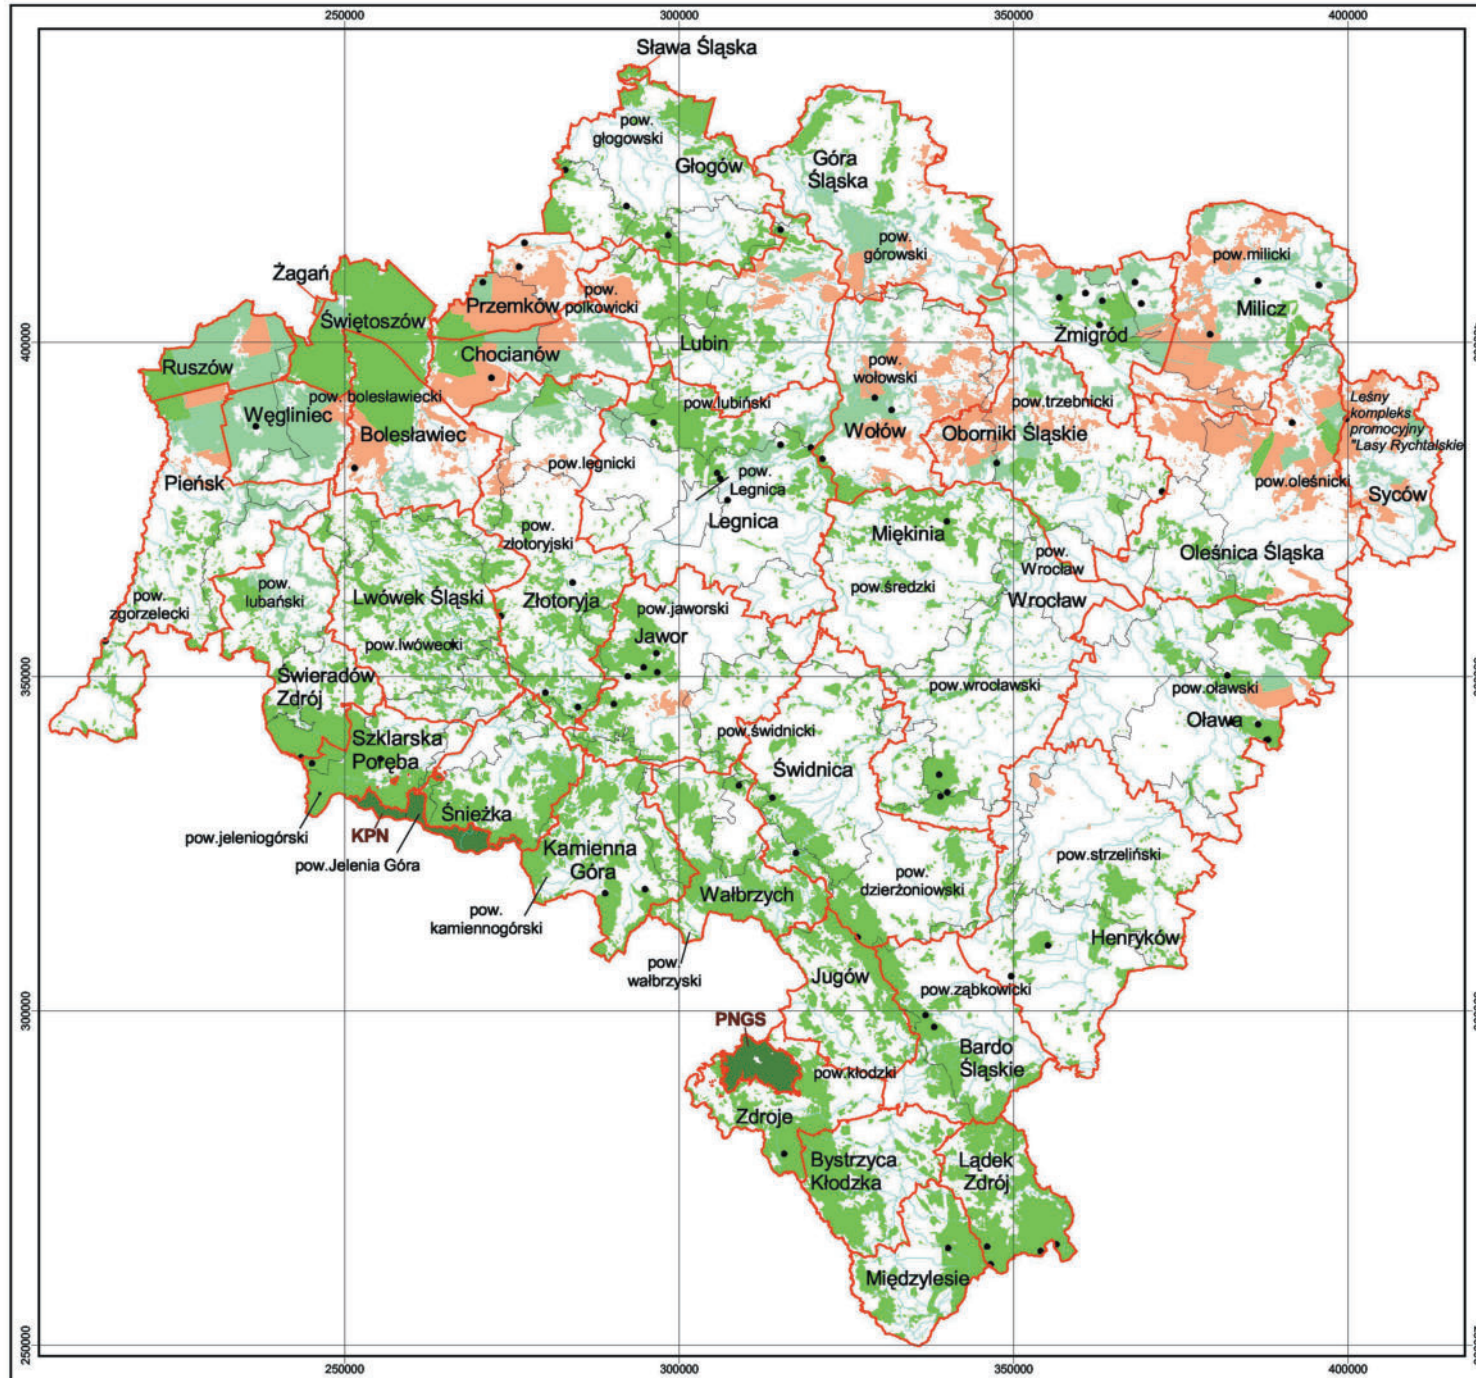 250000
300000
350000
400000
Sława Śląska
pow.
głogowski
Głogów
Góra
Śląska
pow.
górowski
pow.milicki
Milicz
Żagań
Przemków
pow.
polkowicki
Świętoszów
Żmigród
400000
Ruszów
Chocianów
Lubin
pow.
wołowski
pow. bolesławiecki
pow.lubiński
pow.trzebnicki
Leśny
kompleks
promocyjny
"Lasy Rychtalskie
Węgliniec
Bolesławiec
Wołów
Oborniki Śląskie
pow.legnicki
pow.
Legnica
Pieńsk
pow.oleśnicki
Syców
Legnica
Miękinia
pow.
złotoryjski
pow.
Wrocław
Oleśnica Śląska
pow.
lubański
Lwówek Śląski
Złotoryja
pow.średzki
Wrocław
pow.
zgorzelecki
pow.jaworski
Jawor
pow.lwówecki
350000
Świeradów
Zdrój
pow.wrocławski
pow.oławski
Oława
Szklarska
Poręba
pow.świdnicki
Świdnica
Śnieżka
pow.jeleniogórski
KPN
pow.Jelenia Góra
Kamienna
Góra
pow.strzeliński
pow.
dzierżoniowski
Wałbrzych
pow.
kamiennogórski
Henryków
pow.
wałbrzyski
Jugów
pow.ząbkowicki
300000
PNGS
Bardo
Śląskie
pow.kłodzki
Zdroje
Bystrzyca
Kłodzka
Lądek
Zdrój
Międzylesie
250000
250000
300000
350000
400000